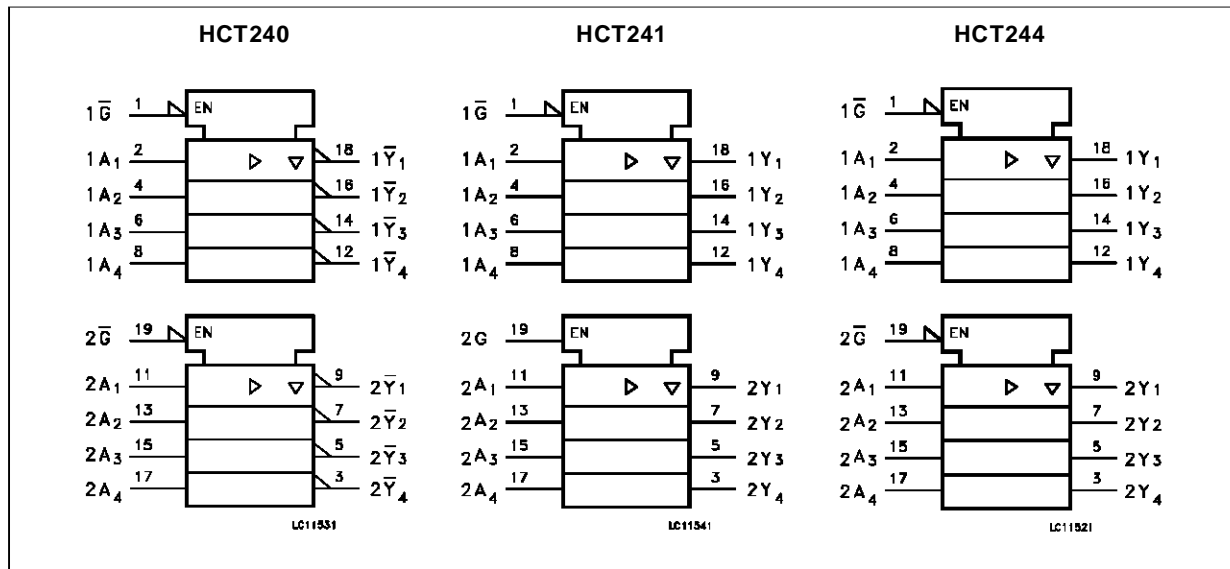 HCT240 HCT241 HCT244
1G̅ 1 EN 1G̅ 1 EN 1G̅ 1 EN
1A1 2 18 1Y̅1 1A1 2 18 1Y1 1A1 2 18 1Y1
1A2 4 16 1Y̅2 1A2 4 16 1Y2 1A2 4 16 1Y2
1A3 6 14 1Y̅3 1A3 6 14 1Y3 1A3 6 14 1Y3
1A4 8 12 1Y̅4 1A4 8 12 1Y4 1A4 8 12 1Y4
2G̅ 19 EN 2G 19 EN 2G̅ 19 EN
2A1 11 9 2Y̅1 2A1 11 9 2Y1 2A1 11 9 2Y1
2A2 13 7 2Y̅2 2A2 13 7 2Y2 2A2 13 7 2Y2
2A3 15 5 2Y̅3 2A3 15 5 2Y3 2A3 15 5 2Y3
2A4 17 3 2Y̅4 2A4 17 3 2Y4 2A4 17 3 2Y4
LC11531 LC11541 LC11521